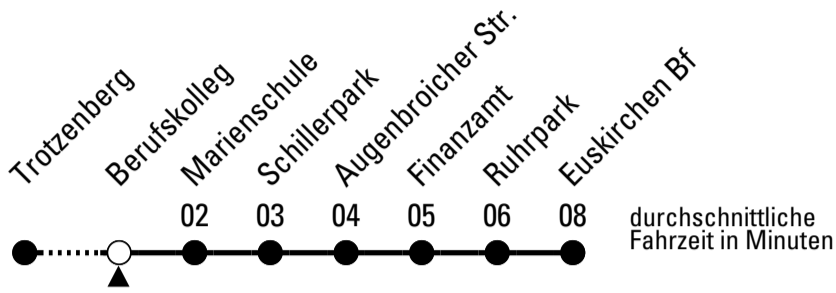 Trotzenberg
Berufskolleg
Marienschule
Schillerpark
Augenbroicher Str.
Finanzamt
Ruhrpark
Euskirchen Bf
02 03 04 05 06 08
durchschnittliche
Fahrzeit in Minuten